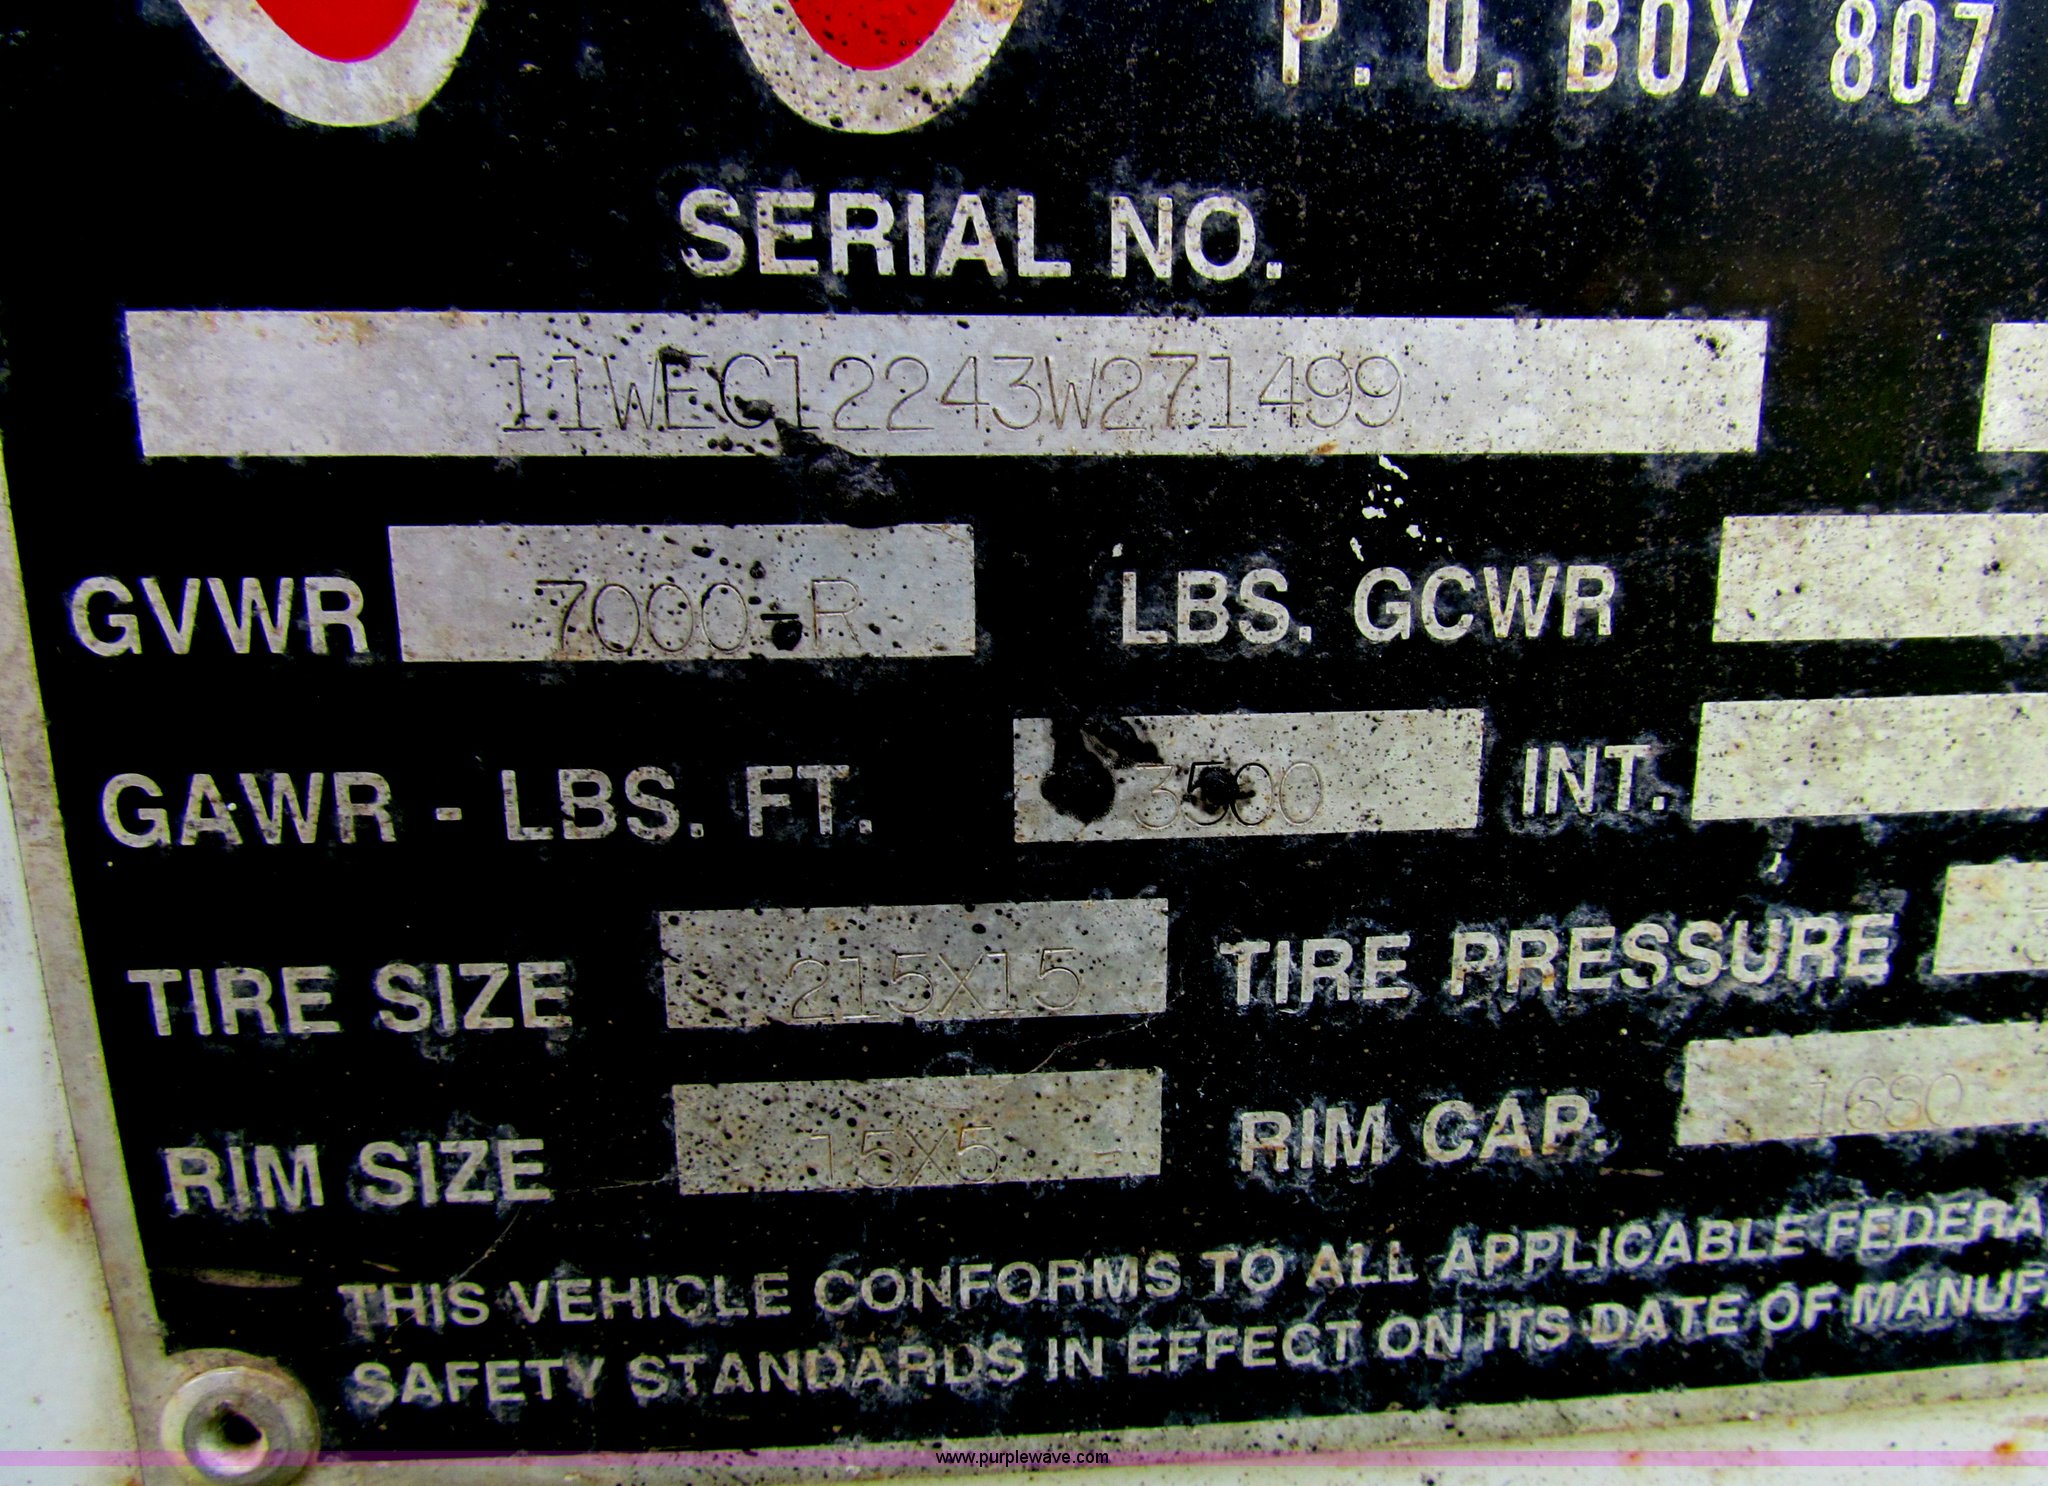 P. O. BOX 807
SERIAL NO.
11WEC12243W271499
GVWR 7000-R LBS. GCWR
GAWR - LBS. FT. 3500 INT.
TIRE SIZE 215X15 TIRE PRESSURE
RIM SIZE 15X5 RIM CAP. 1680
THIS VEHICLE CONFORMS TO ALL APPLICABLE FEDERA
SAFETY STANDARDS IN EFFECT ON ITS DATE OF MANUF
www.purplewave.com